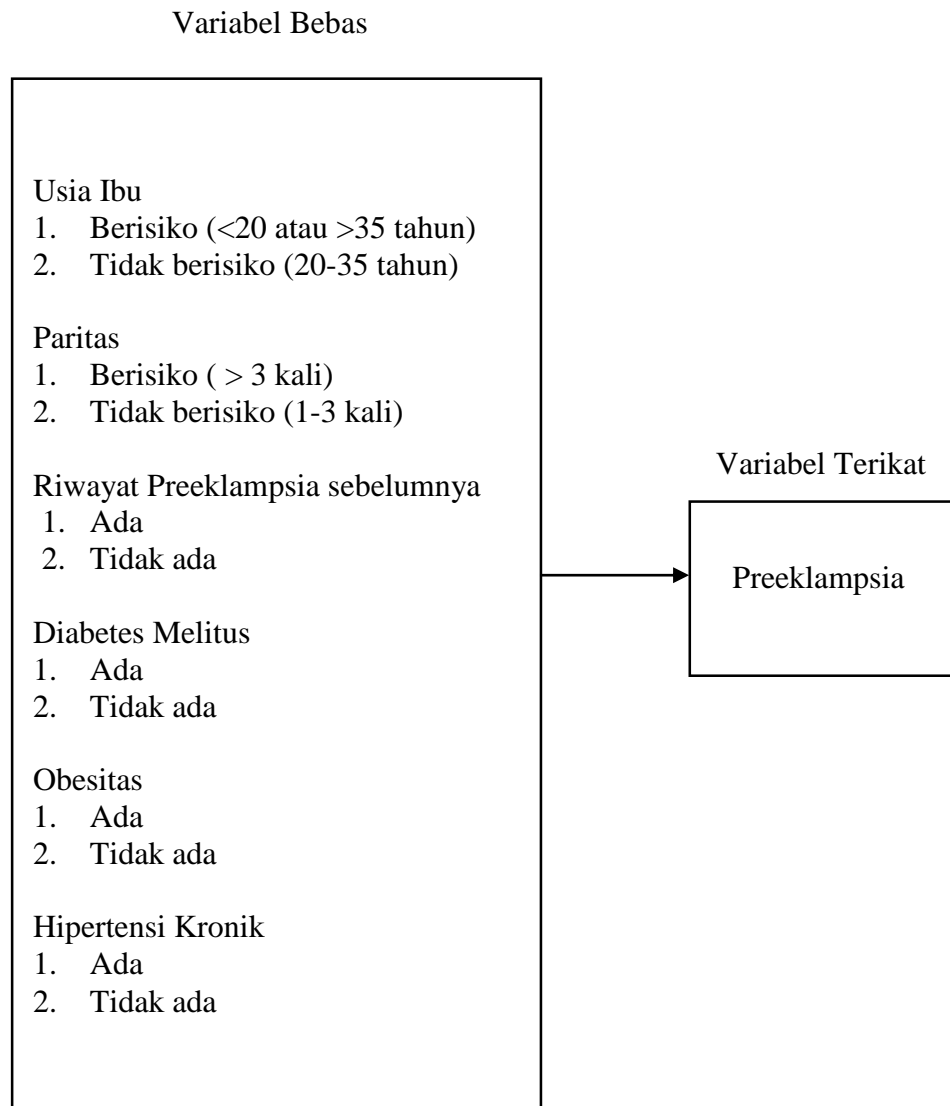 Variabel Bebas
Usia Ibu
1. Berisiko (<20 atau >35 tahun)
2. Tidak berisiko (20-35 tahun)
Paritas
1. Berisiko ( > 3 kali)
2. Tidak berisiko (1-3 kali)
Riwayat Preeklampsia sebelumnya
1. Ada
2. Tidak ada
Diabetes Melitus
1. Ada
2. Tidak ada
Obesitas
1. Ada
2. Tidak ada
Hipertensi Kronik
1. Ada
2. Tidak ada
Variabel Terikat
Preeklampsia